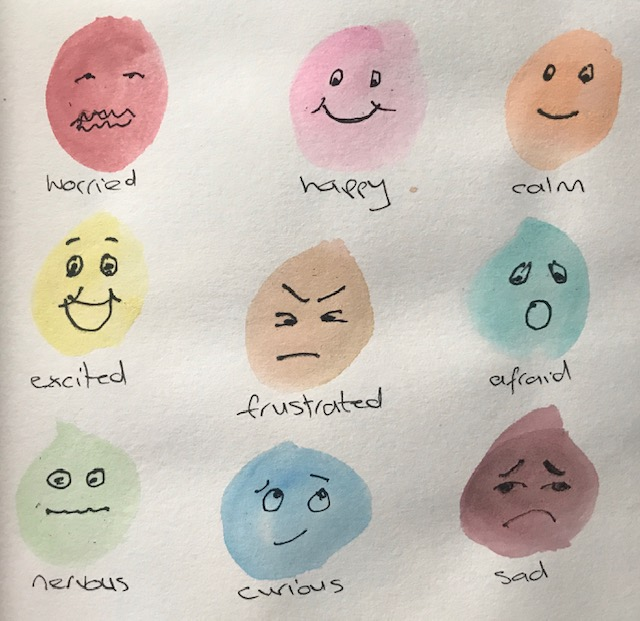 worried
happy
calm
excited
frustrated
afraid
nervous
curious
sad